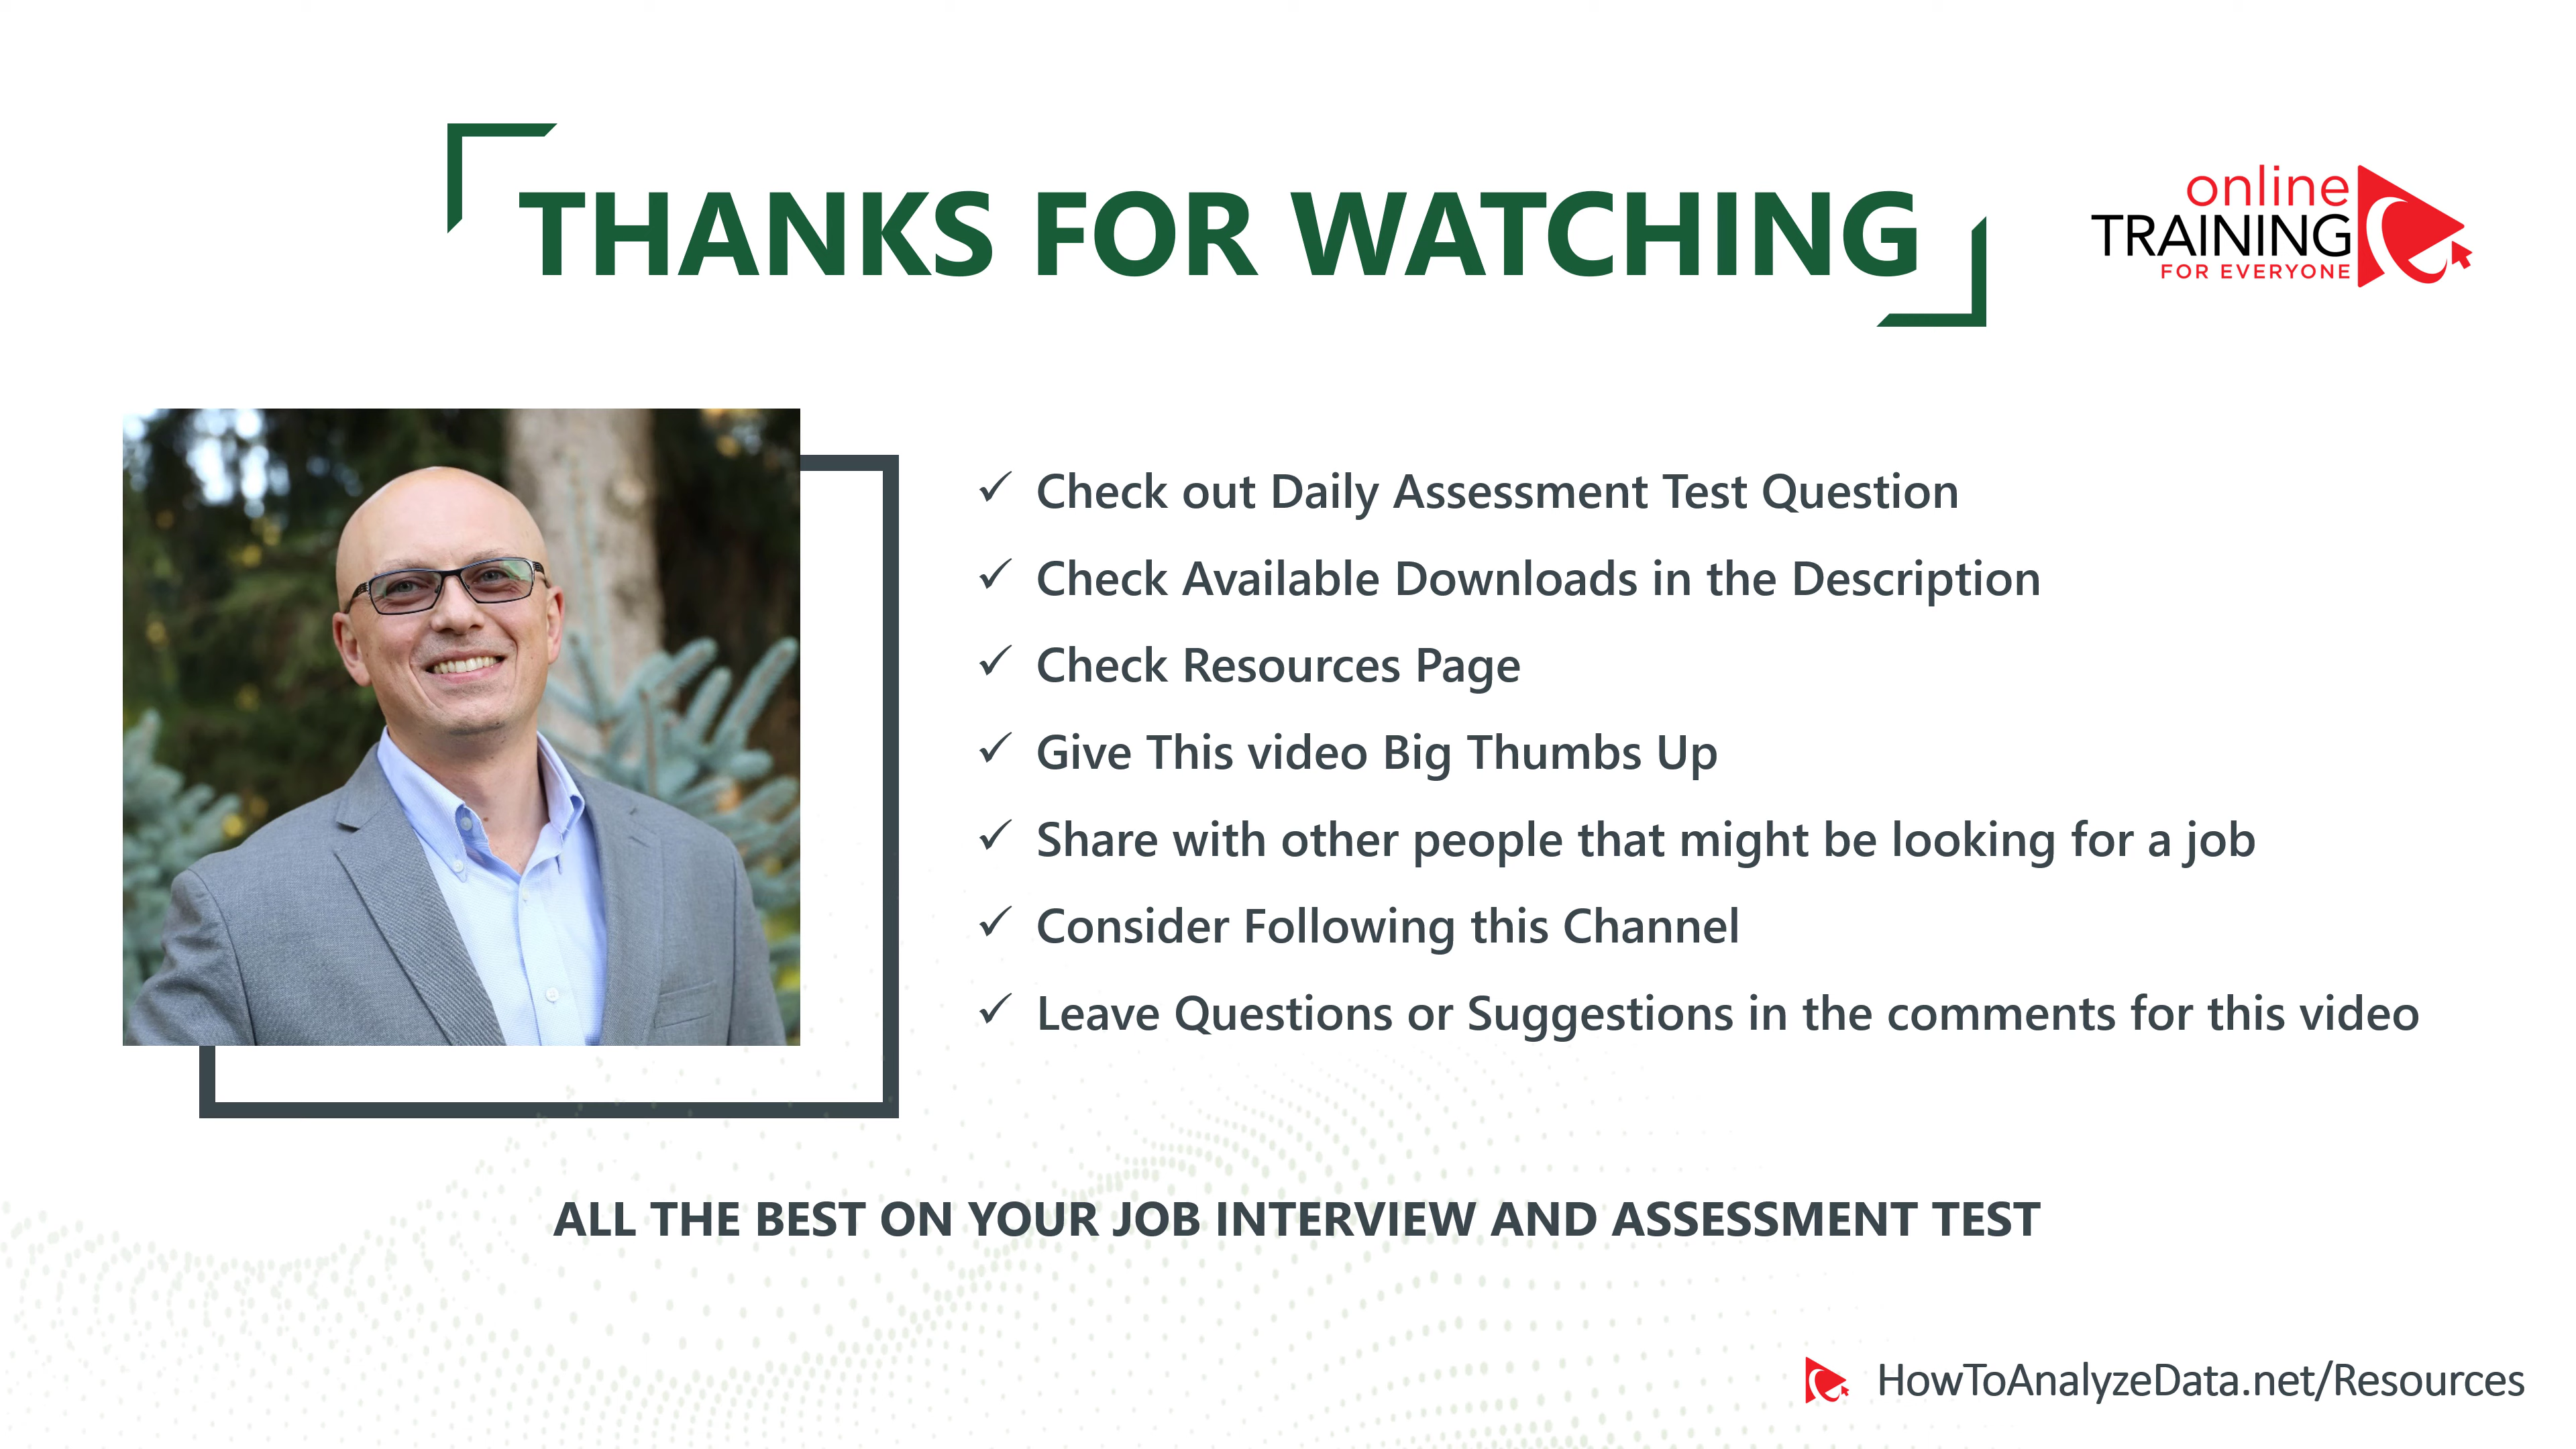 THANKS FOR WATCHING
online
TRAINING
FOR EVERYONE
✓ Check out Daily Assessment Test Question
✓ Check Available Downloads in the Description
✓ Check Resources Page
✓ Give This video Big Thumbs Up
✓ Share with other people that might be looking for a job
✓ Consider Following this Channel
✓ Leave Questions or Suggestions in the comments for this video
ALL THE BEST ON YOUR JOB INTERVIEW AND ASSESSMENT TEST
HowToAnalyzeData.net/Resources